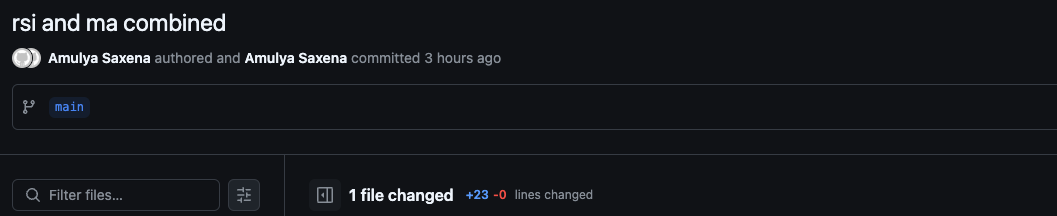 rsi and ma combined
Amulya Saxena authored and Amulya Saxena committed 3 hours ago
main
Filter files...
1 file changed +23 -0 lines changed